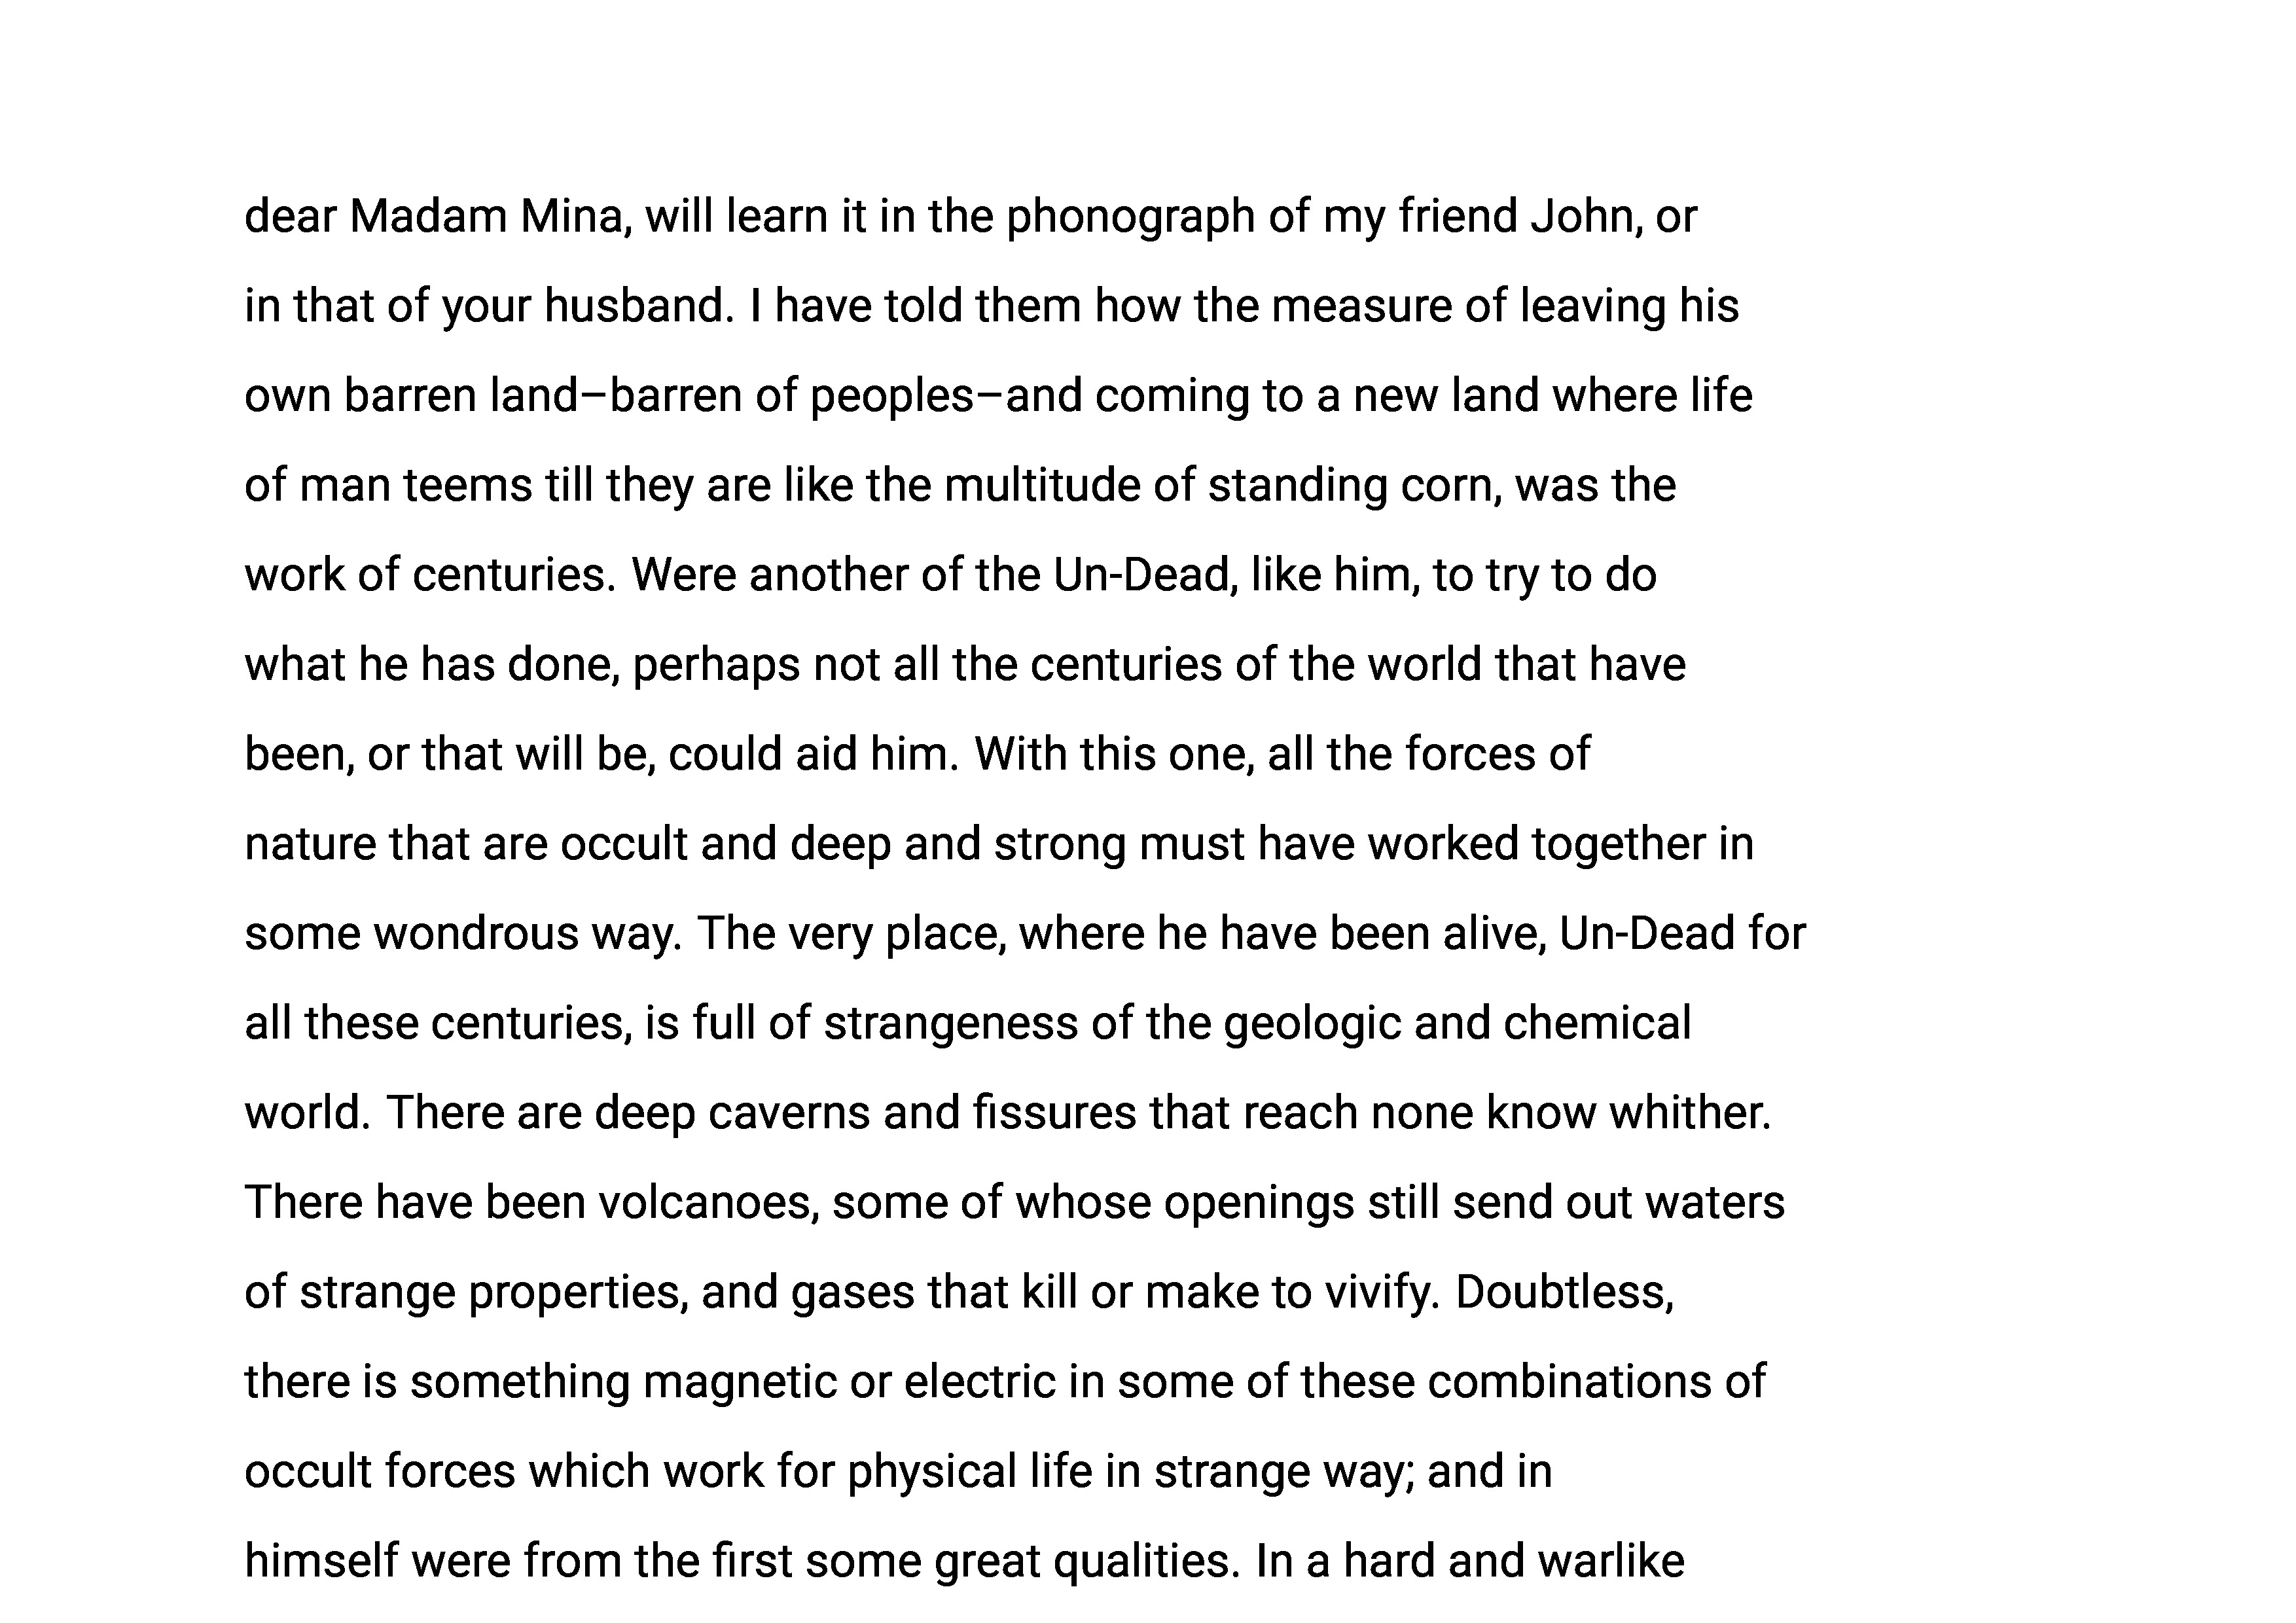 dear Madam Mina, will learn it in the phonograph of my friend John, or
in that of your husband. I have told them how the measure of leaving his
own barren land–barren of peoples–and coming to a new land where life
of man teems till they are like the multitude of standing corn, was the
work of centuries. Were another of the Un-Dead, like him, to try to do
what he has done, perhaps not all the centuries of the world that have
been, or that will be, could aid him. With this one, all the forces of
nature that are occult and deep and strong must have worked together in
some wondrous way. The very place, where he have been alive, Un-Dead for
all these centuries, is full of strangeness of the geologic and chemical
world. There are deep caverns and fissures that reach none know whither.
There have been volcanoes, some of whose openings still send out waters
of strange properties, and gases that kill or make to vivify. Doubtless,
there is something magnetic or electric in some of these combinations of
occult forces which work for physical life in strange way; and in
himself were from the first some great qualities. In a hard and warlike